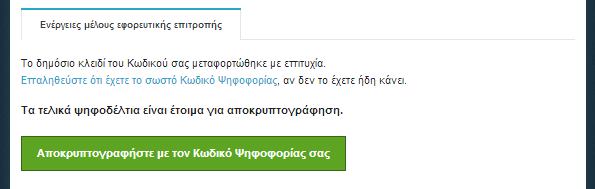 Ενέργειες μέλους εφορευτικής επιτροπής
Το δημόσιο κλειδί του Κωδικού σας μεταφορτώθηκε με επιτυχία.
Επαληθεύστε ότι έχετε το σωστό Κωδικό Ψηφοφορίας, αν δεν το έχετε ήδη κάνει.
Τα τελικά ψηφοδέλτια είναι έτοιμα για αποκρυπτογράφηση.
Αποκρυπτογραφήστε με τον Κωδικό Ψηφοφορίας σας